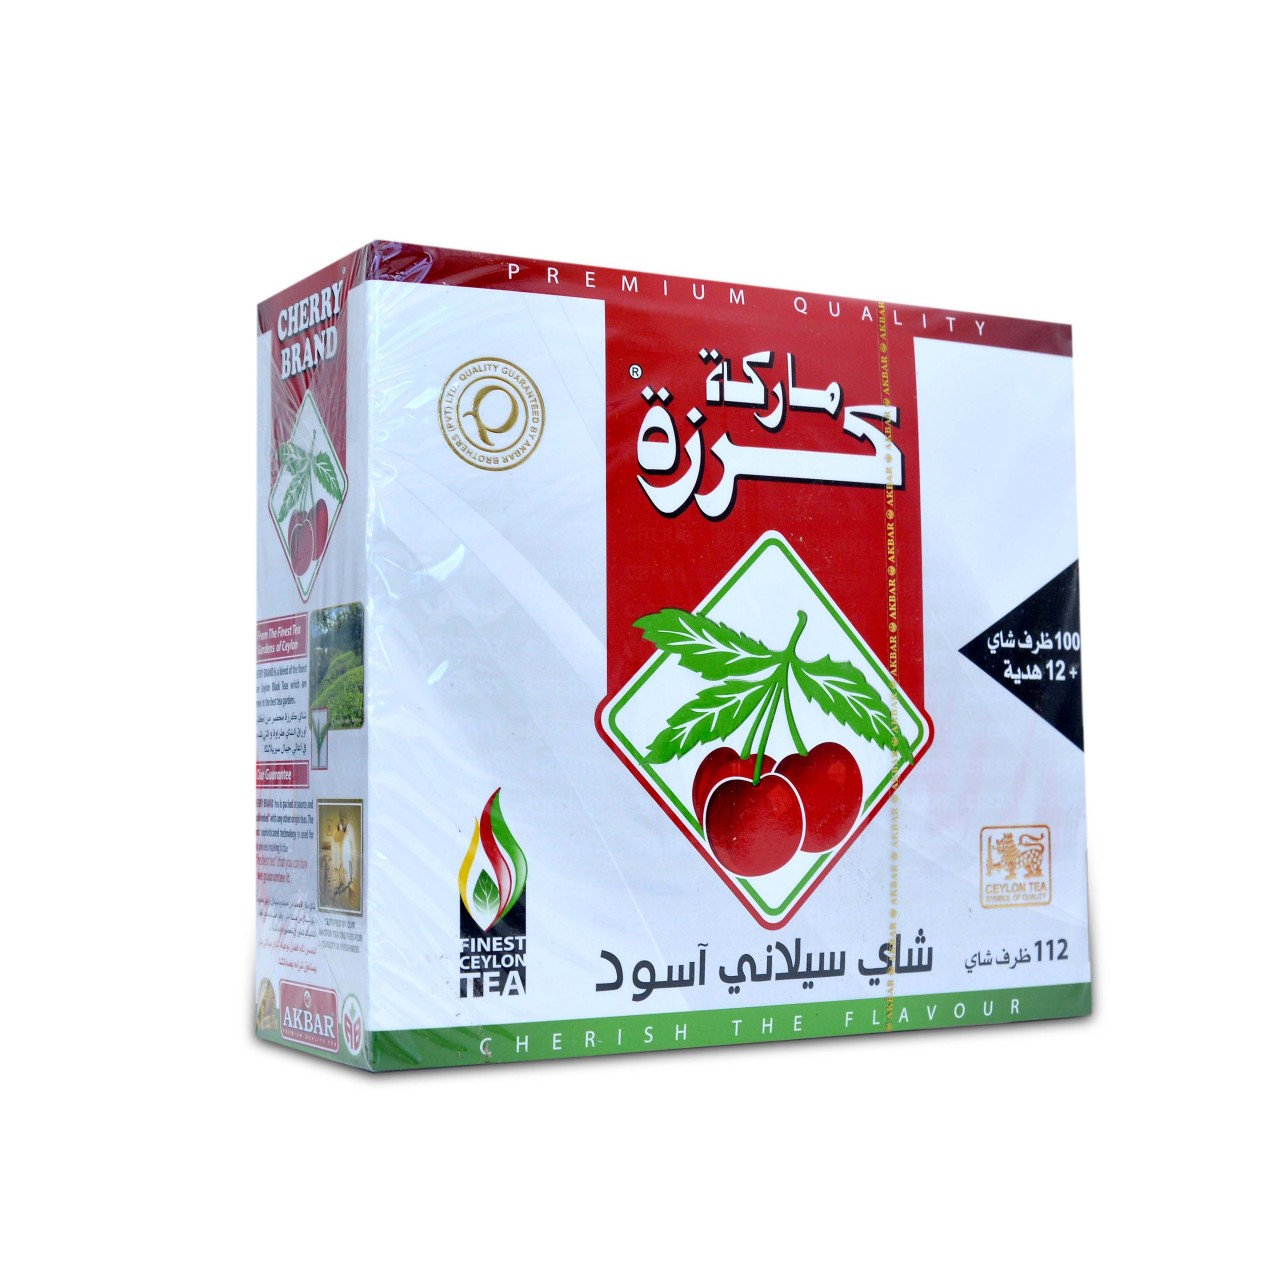 PREMIUM QUALITY
CHERRY
BRAND
®
ماركة
كرزة
QUALITY GUARANTEED BY AKBAR BROTHERS (PVT) LTD.
100 ظرف شاي
+ 12 هدية
From The Finest Tea
Gardens of Ceylon
Our Guarantee
FINEST
CEYLON
TEA
CEYLON TEA
SYMBOL OF QUALITY
شاي سيلاني آسود
112 ظرف شاي
AKBAR
PREMIUM QUALITY TEA
CHERISH THE FLAVOUR